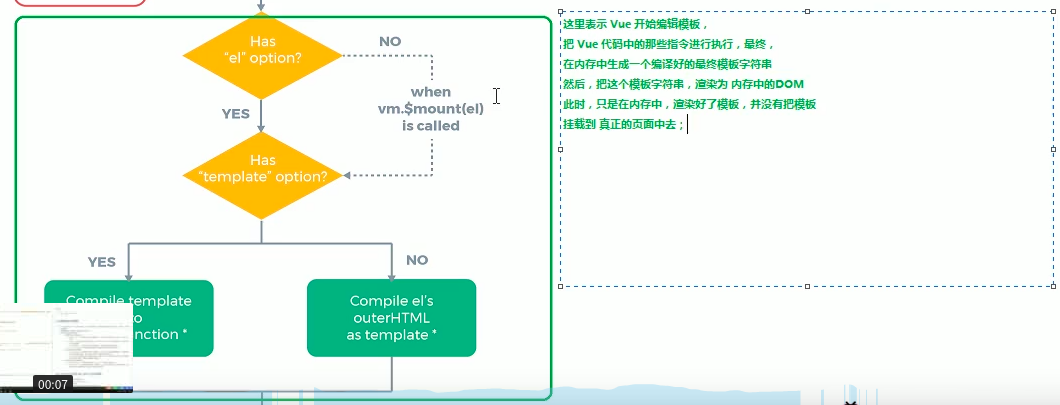 Has
“el” option?
NO
when
vm.$mount(el)
is called
YES
Has
“template” option?
YES
NO
Compile template
to
nction *
Compile el’s
outerHTML
as template *
00:07
这里表示 Vue 开始编辑模板，
把 Vue 代码中的那些指令进行执行，最终，
在内存中生成一个编译好的最终模板字符串
然后，把这个模板字符串，渲染为 内存中的DOM
此时，只是在内存中，渲染好了模板，并没有把模板
挂载到 真正的页面中去；